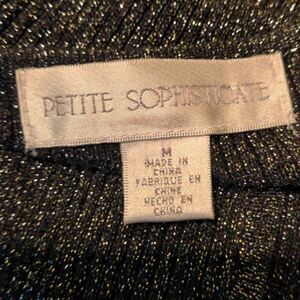 PETITE SOPHISTICATE
M
MADE IN
CHINA
FABRIQUE EN
CHINE
HECHO EN
CHINA